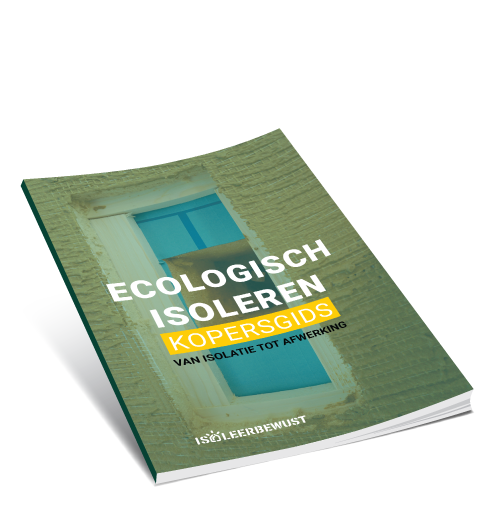 ECOLOGISCH
ISOLEREN
KOPERSGIDS
VAN ISOLATIE TOT AFWERKING
ISOLEERBEWUST